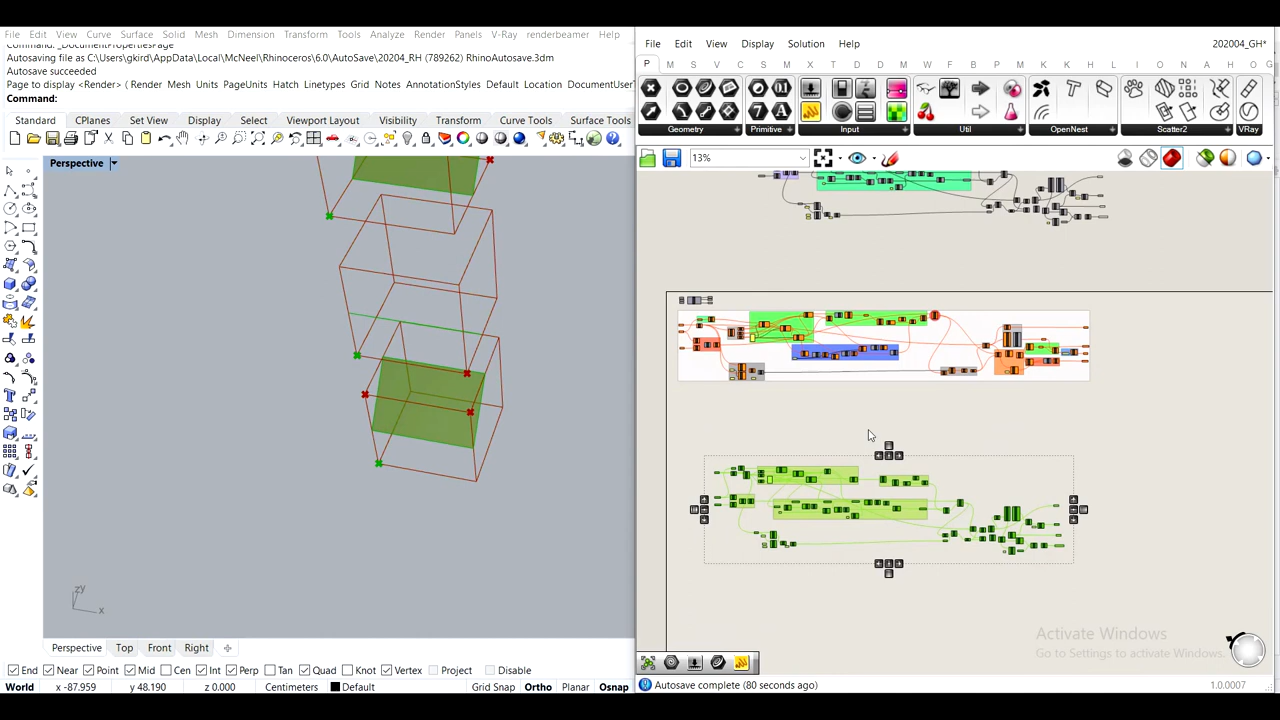 File Edit View Curve Surface Solid Mesh Dimension Transform Tools Analyze Render Panels V-Ray renderbeamer Help
Command: _DocumentPropertiesPage
Autosaving file as C:\Users\gkird\AppData\Local\McNeel\Rhinoceros\6.0\AutoSave\202004_RH (789262) RhinoAutosave.3dm
Autosave succeeded
Page to display <Render> ( Render Mesh Units PageUnits Hatch Linetypes Grid Notes AnnotationStyles Default Location DocumentUser
Command:
Standard CPlanes Set View Display Select Viewport Layout Visibility Transform Curve Tools Surface Tools
Perspective
zy
x
Perspective Top Front Right
End Near Point Mid Cen Int Perp Tan Quad Knot Vertex Project Disable
World x -87.959 y 48.190 z 0.000 Centimeters Default Grid Snap Ortho Planar Osnap
File Edit View Display Solution Help 202004_GH*
P M S V C S M I T D W F K A L B P M E K K A O
Geometry Primitive Input Util OpenNest Scatter2 VRay
13%
Activate Windows
Go to Settings to activate Windows.
Autosave complete (80 seconds ago) 1.0.0007